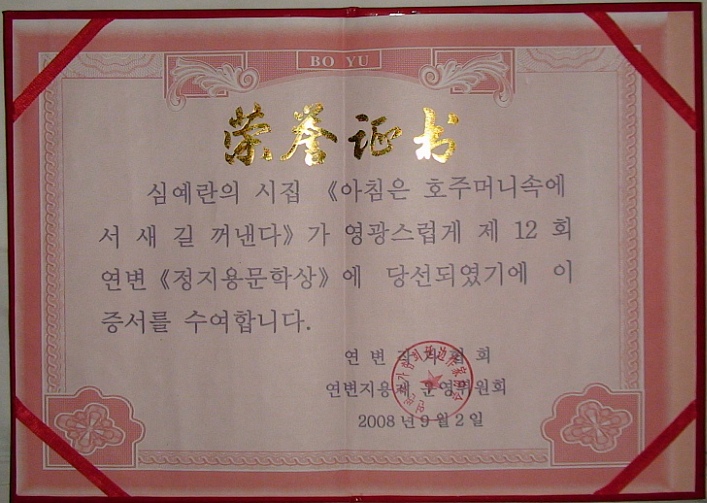 BO YU
荣誉证书
심예란의 시집 《아침은 호주머니속에
서 새 길 꺼낸다》가 영광스럽게 제 12 회
연변《정지용문학상》에 당선되였기에 이
증서를 수여합니다.
연 변 작 가 협 회
연변지용제 운영위원회
2008 년 9 월 2 일